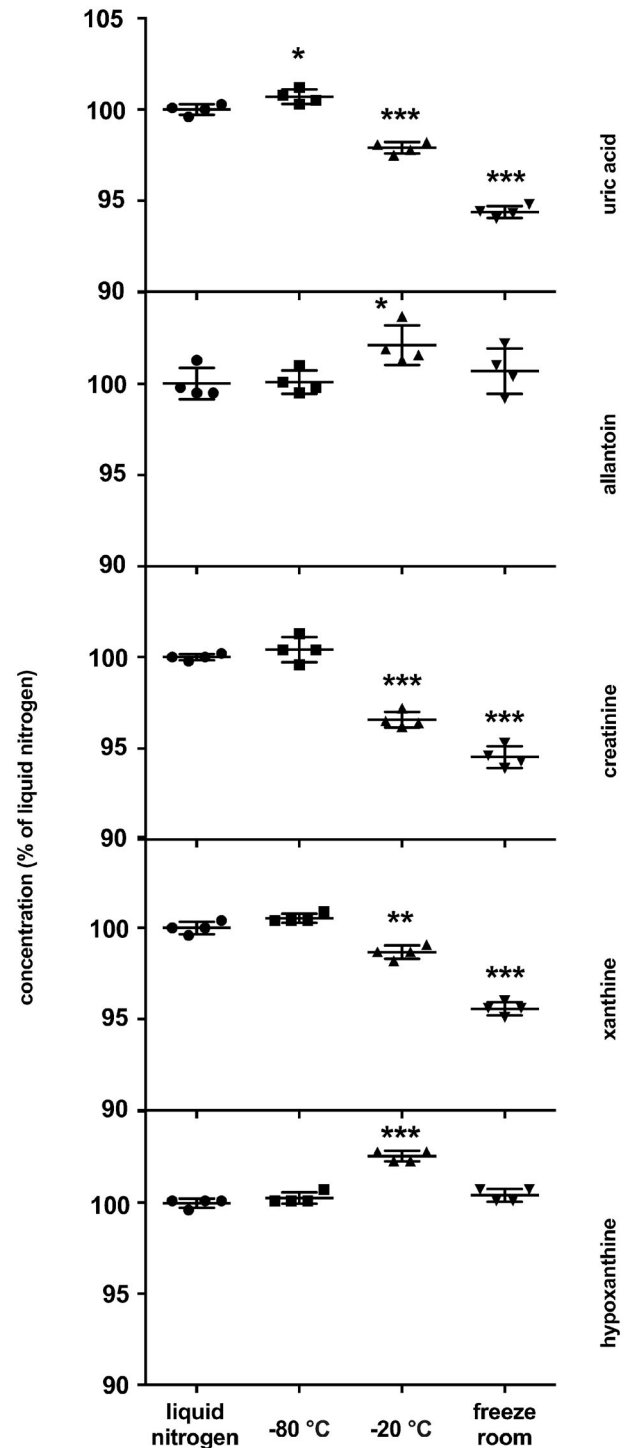 105
*
100
***
***
95
uric acid
90
*
100
95
allantoin
90
100
***
***
95
creatinine
90
100
**
***
95
xanthine
90
***
100
95
hypoxanthine
90
concentration (% of liquid nitrogen)
liquid
nitrogen
-80 °C
-20 °C
freeze
room